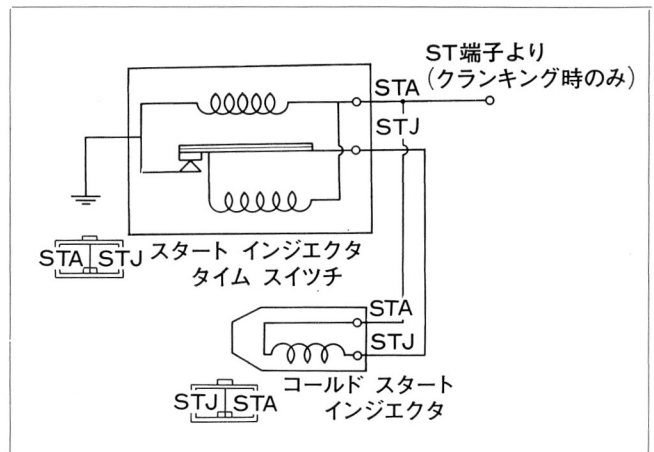 ST端子より
(クランキング時のみ)
STA
STJ
STA STJ
スタート インジエクタ
タイム スイツチ
STA
STJ
STJ STA
コールド スタート
インジエクタ